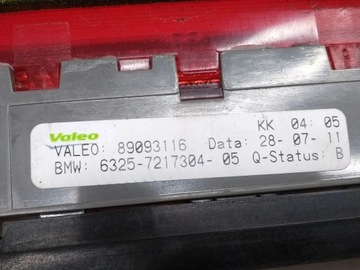 Valeo
KK 04: 05
VALEO: 89093116 Data: 28-07-11
BMW: 6325-7217304-05 Q-Status: B